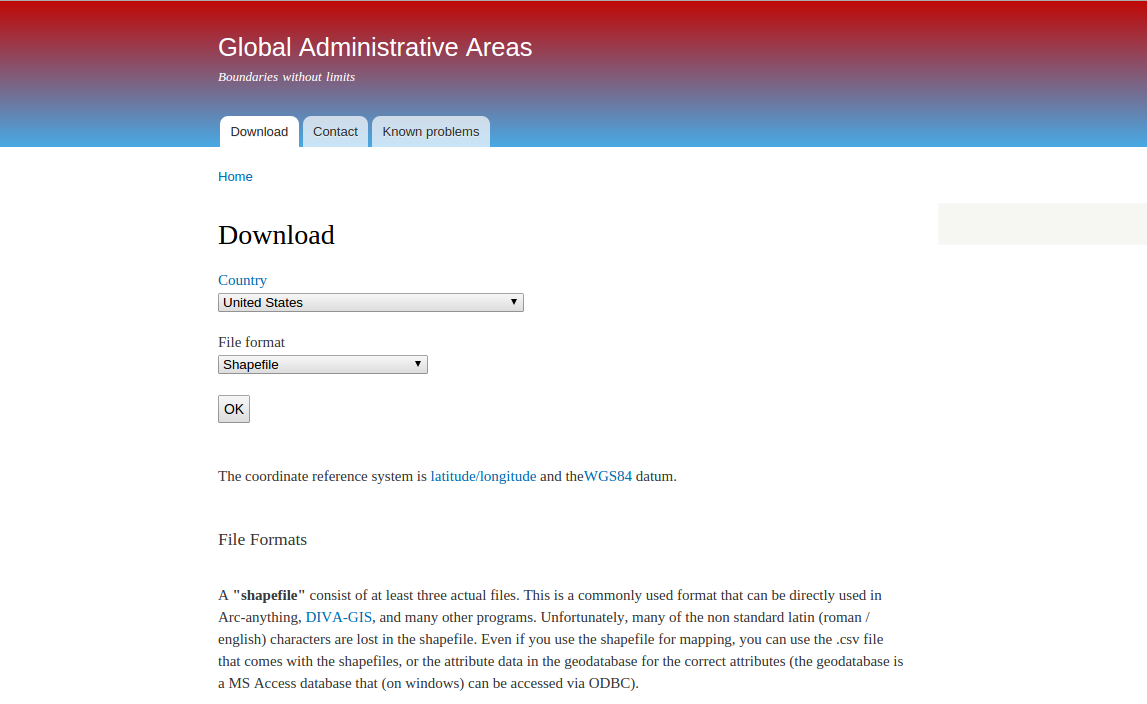 Global Administrative Areas
Boundaries without limits
Download Contact Known problems
Home
Download
Country
United States
File format
Shapefile
OK
The coordinate reference system is latitude/longitude and theWGS84 datum.
File Formats
A "shapefile" consist of at least three actual files. This is a commonly used format that can be directly used in
Arc-anything, DIVA-GIS, and many other programs. Unfortunately, many of the non standard latin (roman /
english) characters are lost in the shapefile. Even if you use the shapefile for mapping, you can use the .csv file
that comes with the shapefiles, or the attribute data in the geodatabase for the correct attributes (the geodatabase is
a MS Access database that (on windows) can be accessed via ODBC).